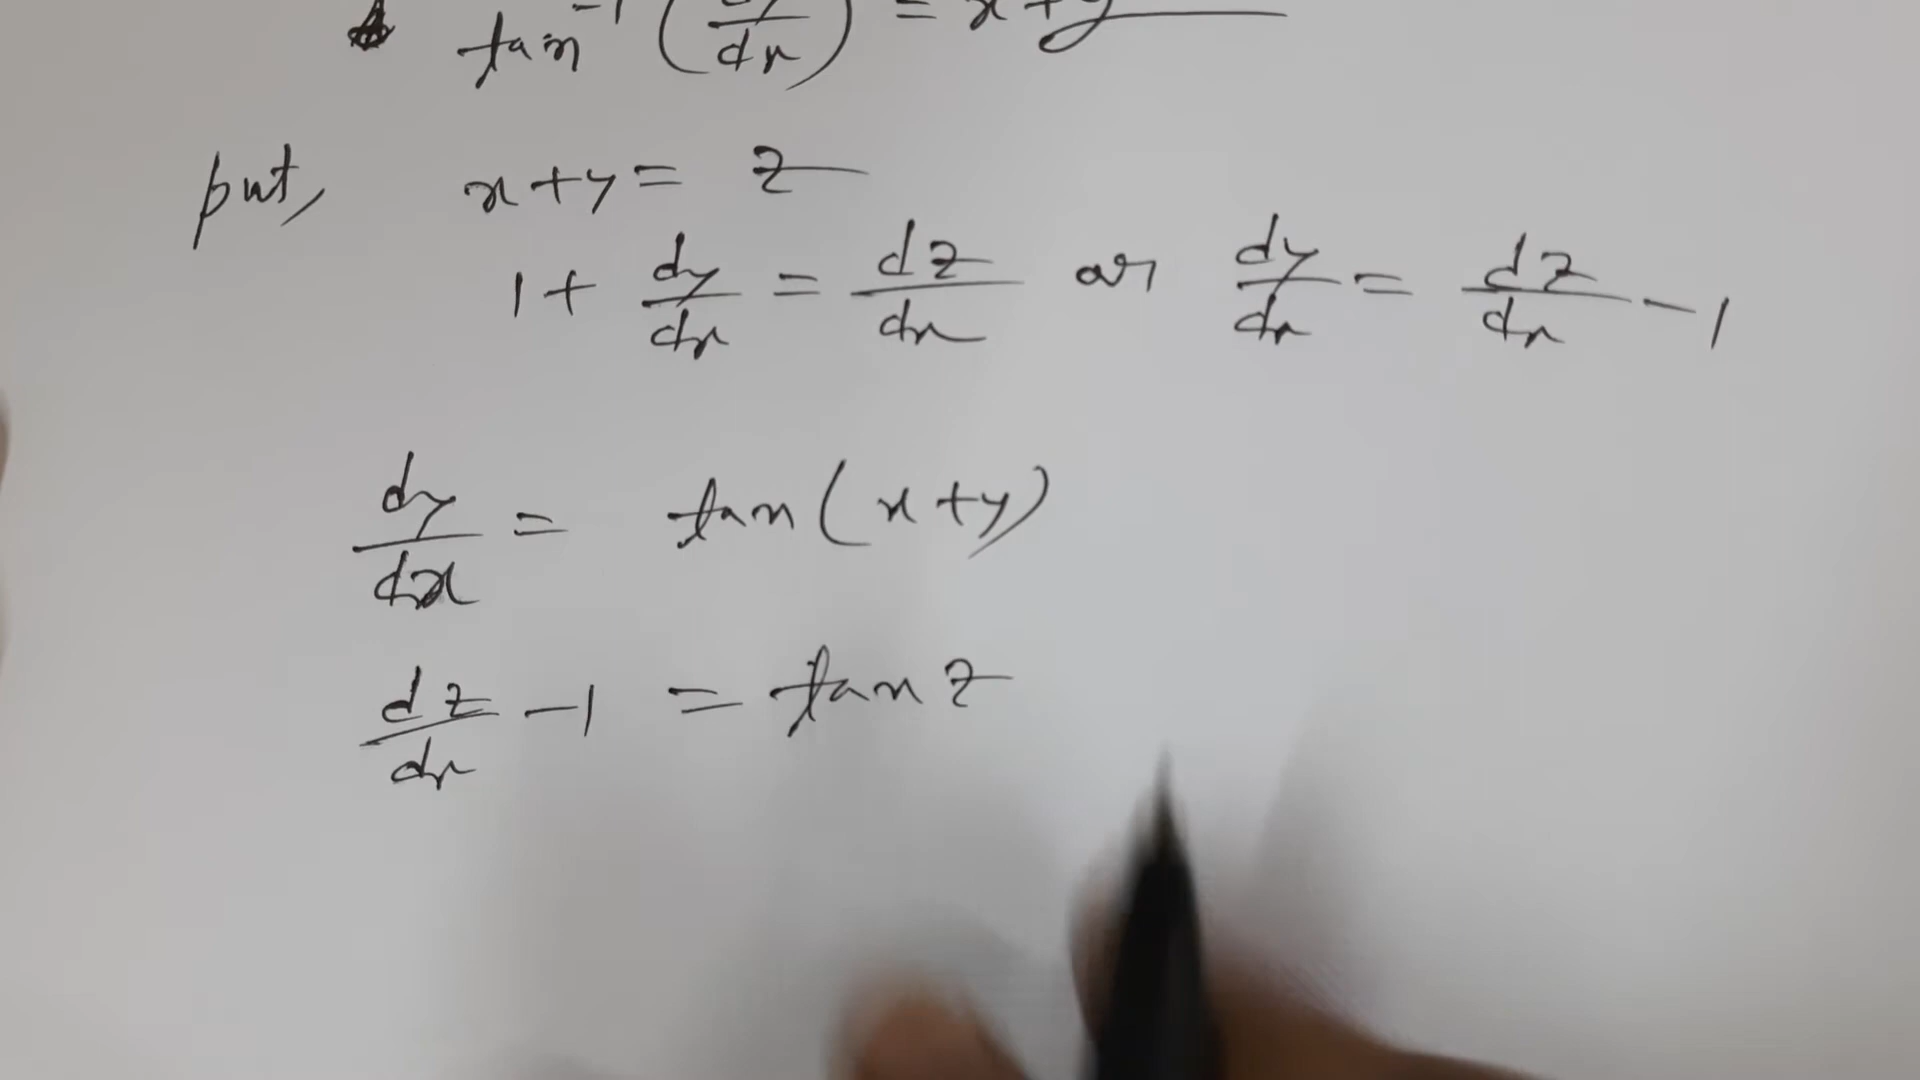 tan⁻¹(dy/dx) = x+y
put, x+y = z
1 + dy/dx = dz/dx or dy/dx = dz/dx - 1
dy/dx = tan(x+y)
dz/dx - 1 = tan z